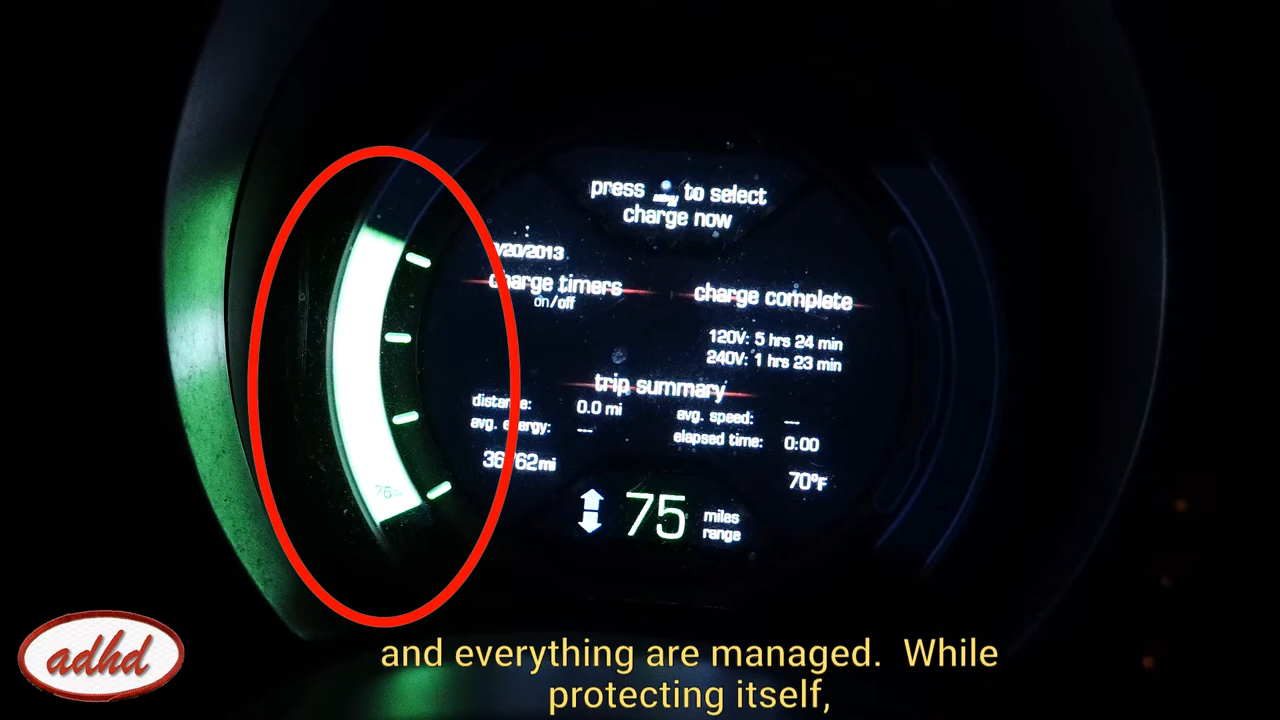 press to select
charge now
/20/2013
charge timers
on/off
charge complete
120V: 5 hrs 24 min
240V: 1 hrs 23 min
trip summary
distance: 0.0 mi
avg. speed: ---
avg. energy: ---
elapsed time: 0:00
36762mi
70°F
75 miles range
adhd
and everything are managed. While
protecting itself,